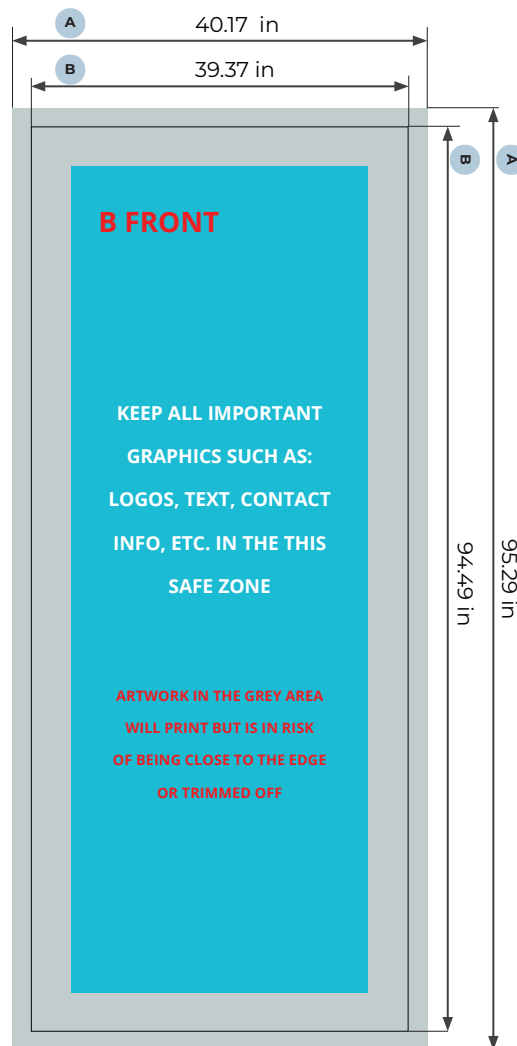 A
40.17 in
B
39.37 in
B
A
B FRONT
KEEP ALL IMPORTANT
GRAPHICS SUCH AS:
LOGOS, TEXT, CONTACT
INFO, ETC. IN THE THIS
SAFE ZONE
94.49 in
95.29 in
ARTWORK IN THE GREY AREA
WILL PRINT BUT IS IN RISK
OF BEING CLOSE TO THE EDGE
OR TRIMMED OFF